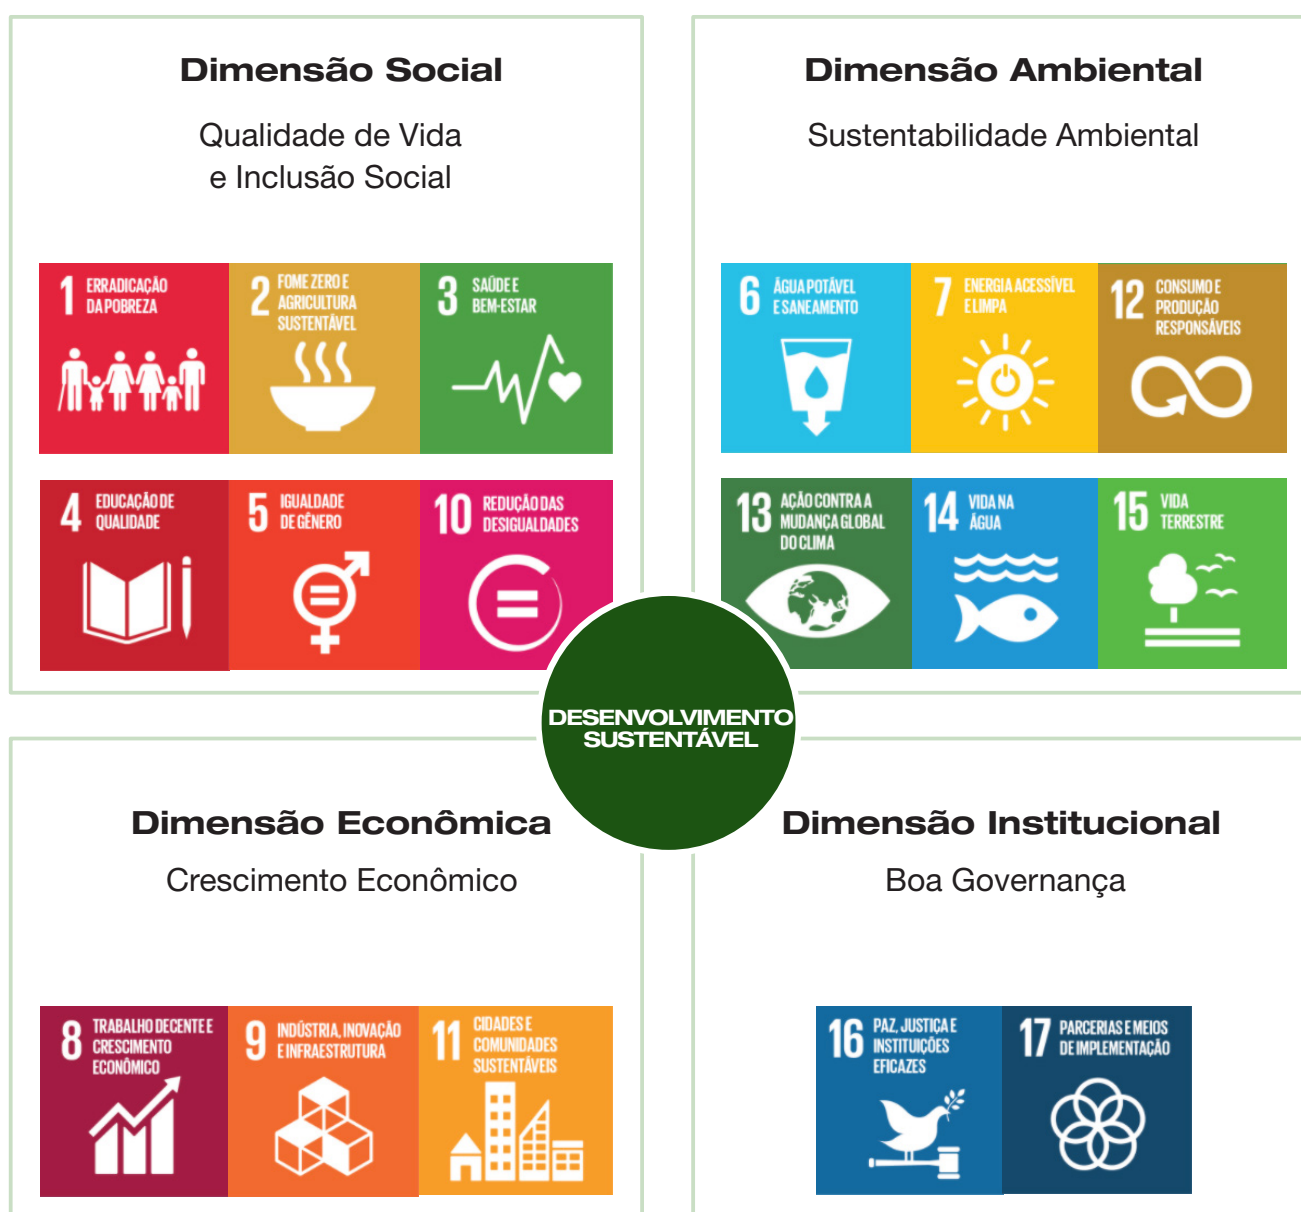 Dimensão Social
Qualidade de Vida
e Inclusão Social
1 ERRADICAÇÃO
DA POBREZA
2 FOME ZERO E
AGRICULTURA
SUSTENTÁVEL
3 SAÚDE E
BEM-ESTAR
4 EDUCAÇÃO DE
QUALIDADE
5 IGUALDADE
DE GÊNERO
10 REDUÇÃO DAS
DESIGUALDADES
Dimensão Ambiental
Sustentabilidade Ambiental
6 ÁGUA POTÁVEL
E SANEAMENTO
7 ENERGIA ACESSÍVEL
E LIMPA
12 CONSUMO E
PRODUÇÃO
RESPONSÁVEIS
13 AÇÃO CONTRA A
MUDANÇA GLOBAL
DO CLIMA
14 VIDA NA
ÁGUA
15 VIDA
TERRESTRE
DESENVOLVIMENTO
SUSTENTÁVEL
Dimensão Econômica
Crescimento Econômico
8 TRABALHO DECENTE E
CRESCIMENTO
ECONÔMICO
9 INDÚSTRIA, INOVAÇÃO
E INFRAESTRUTURA
11 CIDADES E
COMUNIDADES
SUSTENTÁVEIS
Dimensão Institucional
Boa Governança
16 PAZ, JUSTIÇA E
INSTITUIÇÕES
EFICAZES
17 PARCERIAS E MEIOS
DE IMPLEMENTAÇÃO